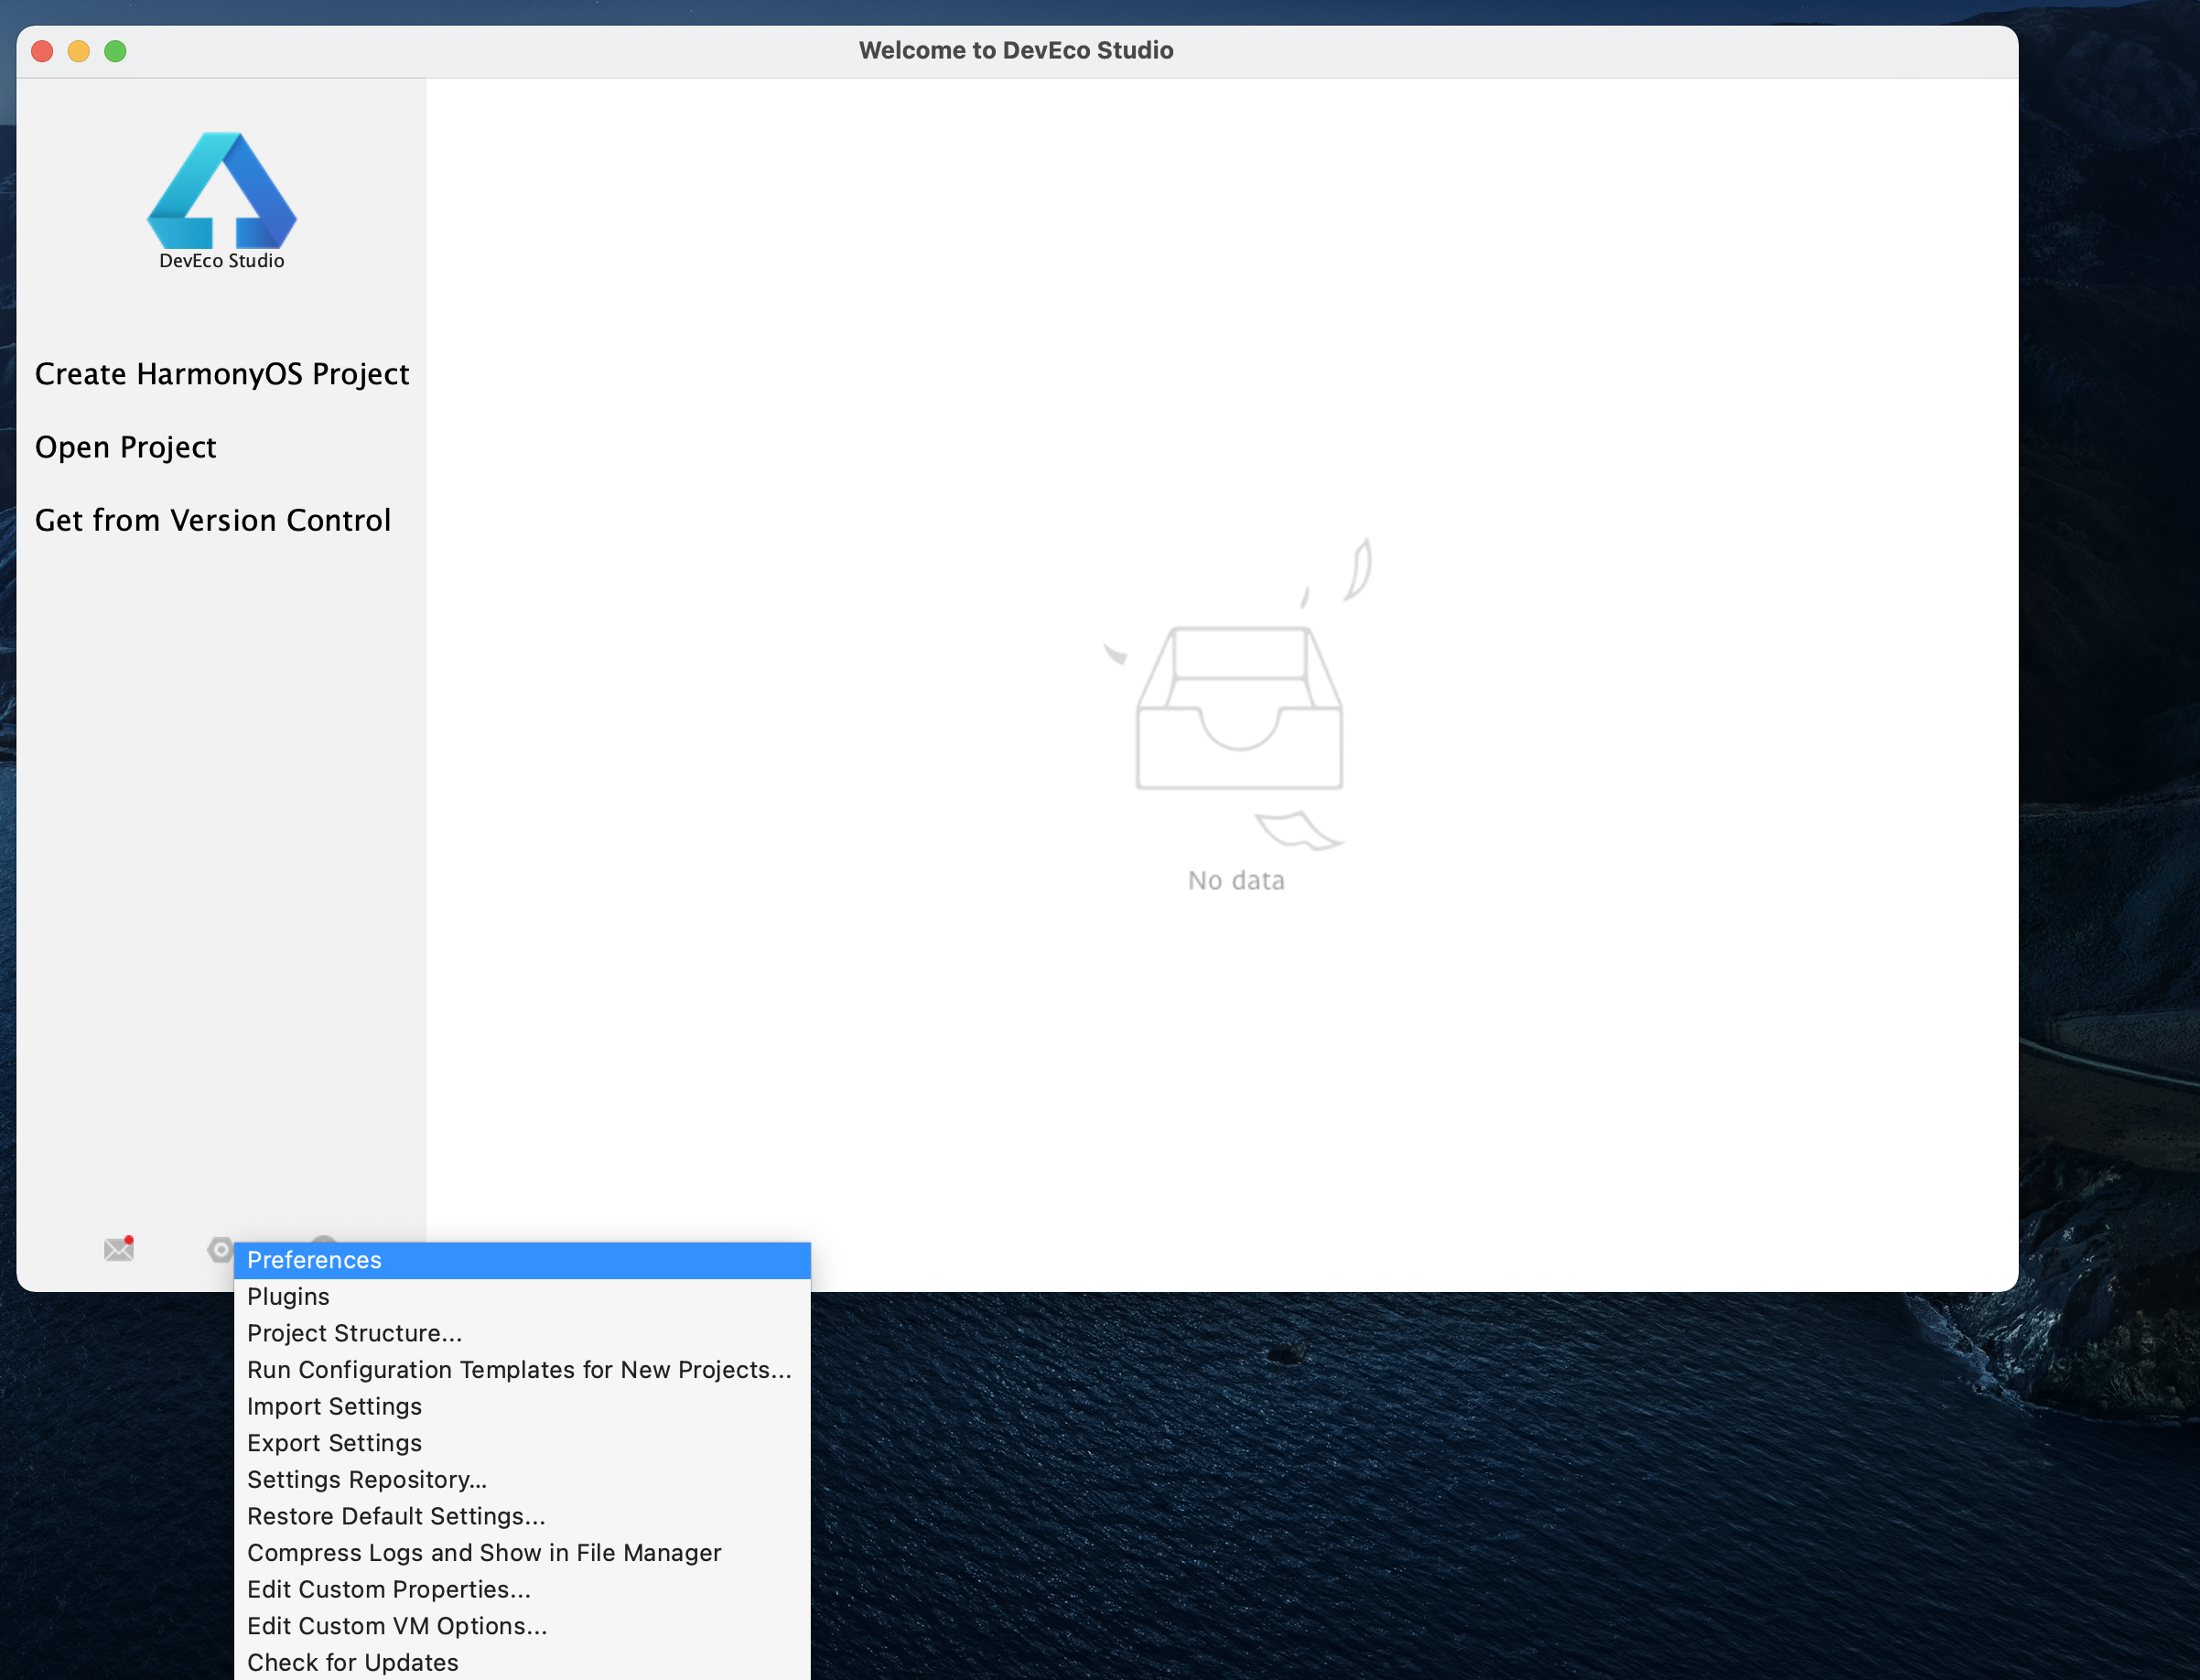 Welcome to DevEco Studio
DevEco Studio
Create HarmonyOS Project
Open Project
Get from Version Control
No data
Preferences
Plugins
Project Structure...
Run Configuration Templates for New Projects...
Import Settings
Export Settings
Settings Repository...
Restore Default Settings...
Compress Logs and Show in File Manager
Edit Custom Properties...
Edit Custom VM Options...
Check for Updates